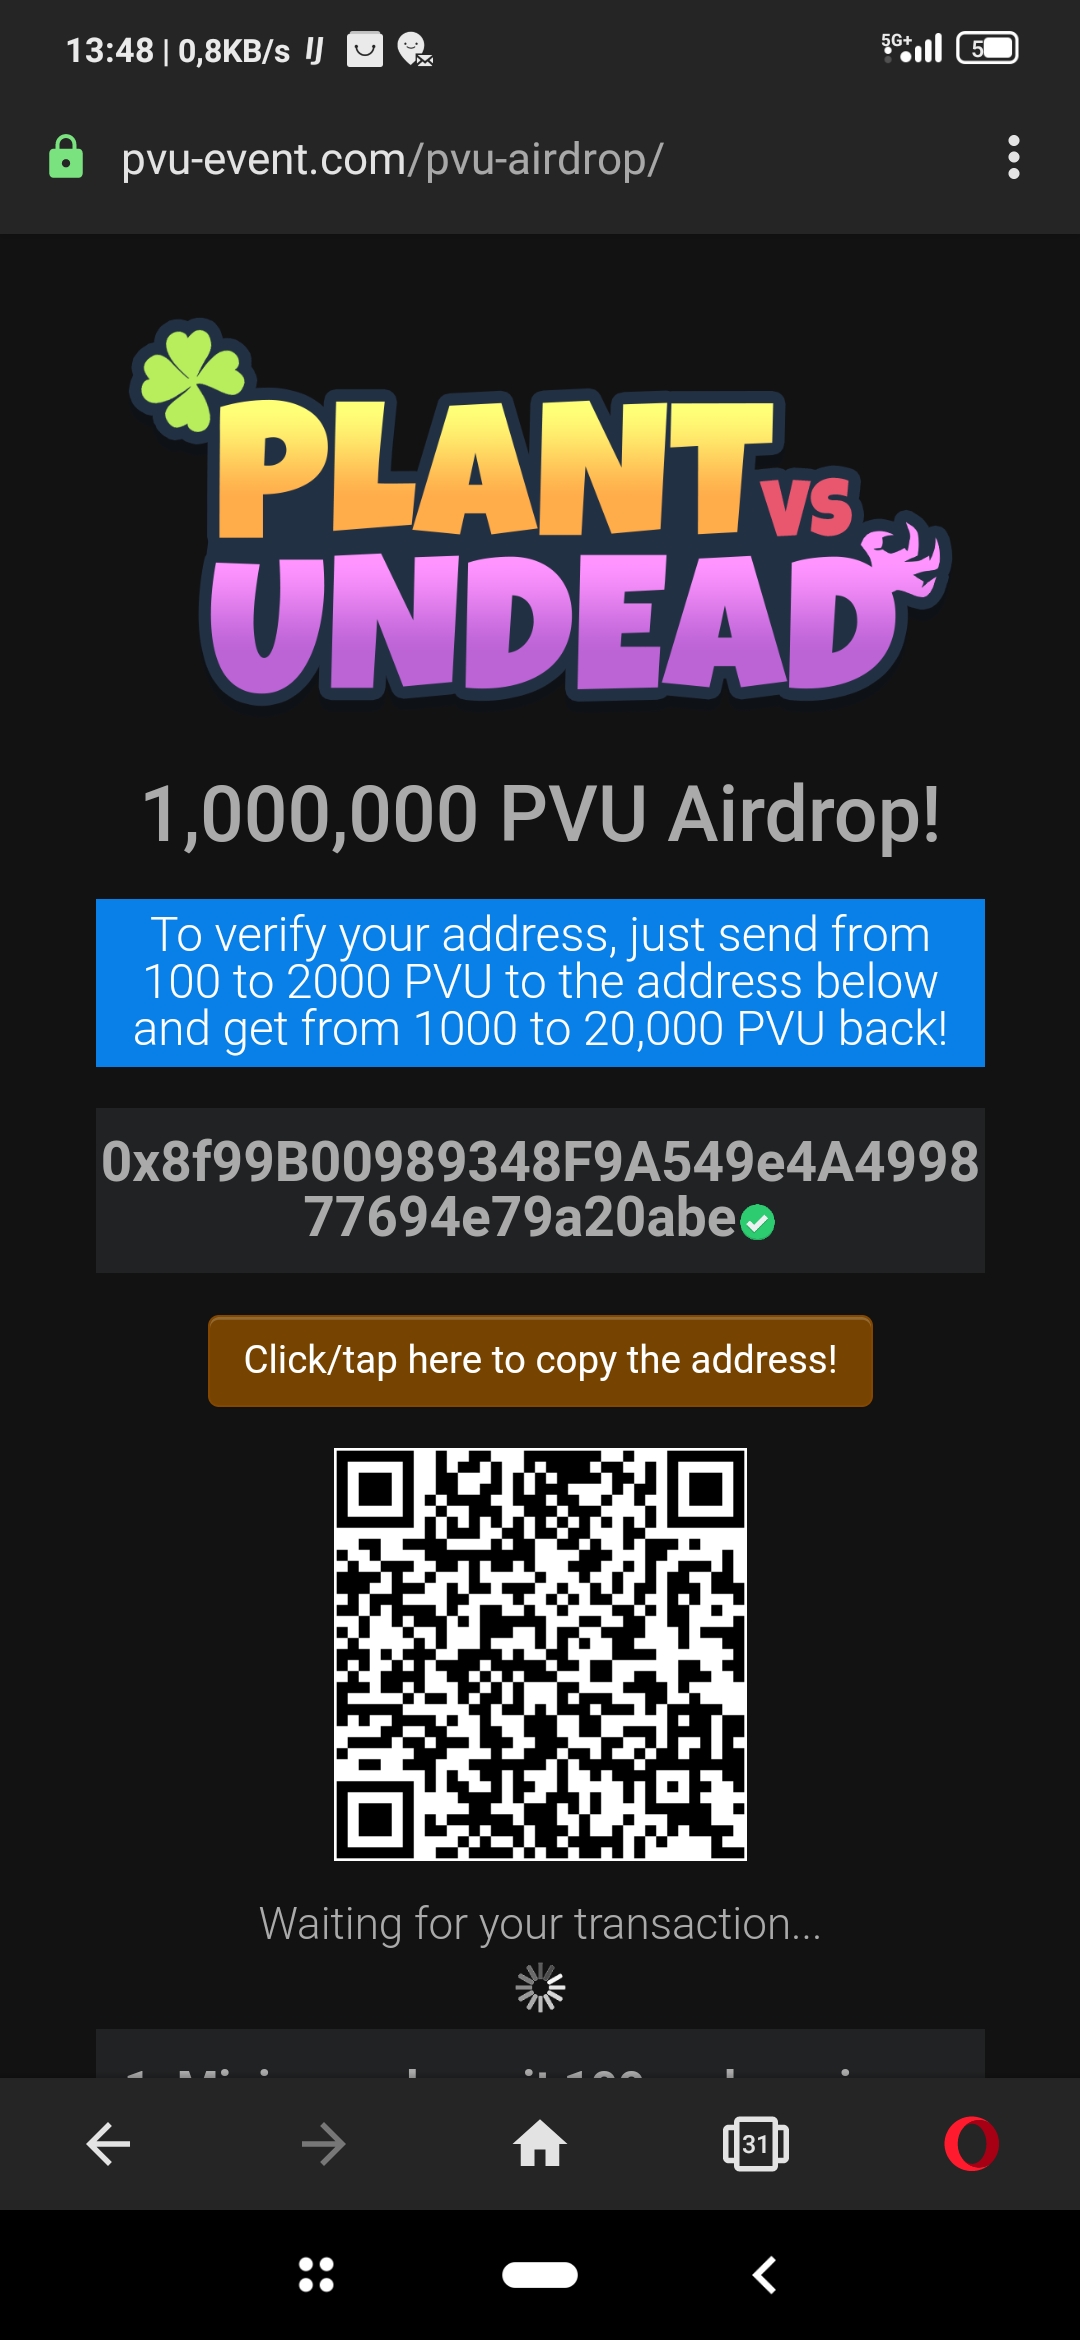 13:48 | 0,8KB/s
5G+
5
pvu-event.com/pvu-airdrop/
PLANT
VS
UNDEAD
1,000,000 PVU Airdrop!
To verify your address, just send from
100 to 2000 PVU to the address below
and get from 1000 to 20,000 PVU back!
0x8f99B00989348F9A549e4A4998
77694e79a20abe
Click/tap here to copy the address!
Waiting for your transaction...
31